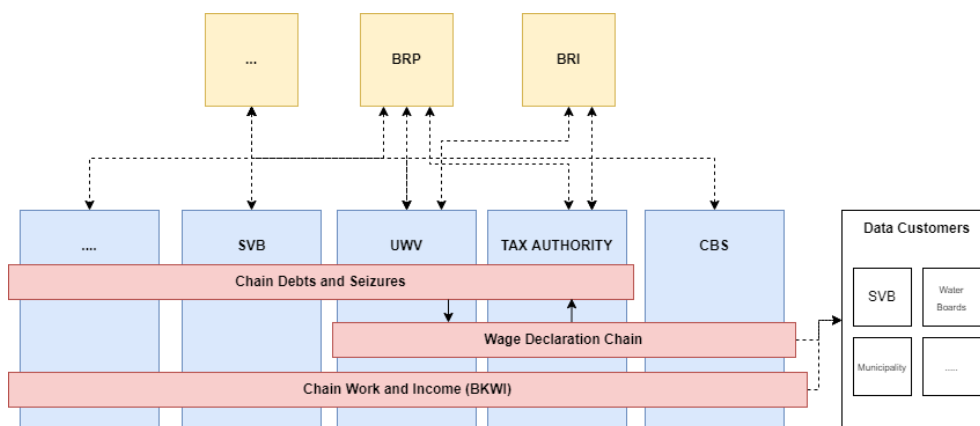 ...
BRP
BRI
....
SVB
UWV
TAX AUTHORITY
CBS
Chain Debts and Seizures
Wage Declaration Chain
Chain Work and Income (BKWI)
Data Customers
SVB
Water
Boards
Municipality
.....